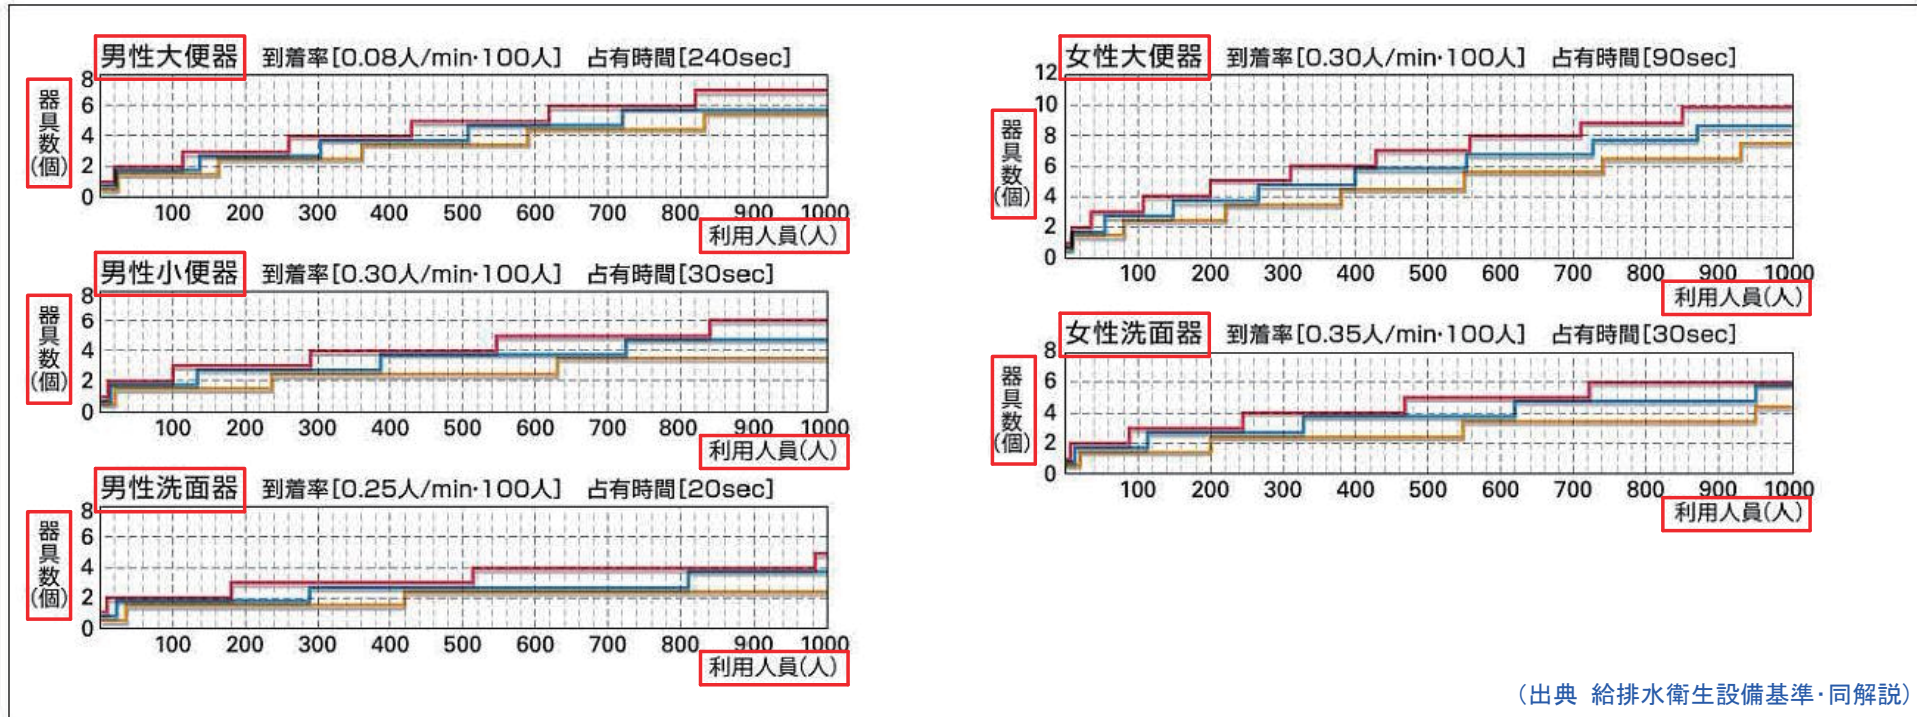 男性大便器 到着率[0.08人/min·100人] 占有時間[240sec]
器具数(個)
8
6
4
2
0
100 200 300 400 500 600 700 800 900 1000
利用人員(人)
男性小便器 到着率[0.30人/min·100人] 占有時間[30sec]
器具数(個)
8
6
4
2
0
100 200 300 400 500 600 700 800 900 1000
利用人員(人)
男性洗面器 到着率[0.25人/min·100人] 占有時間[20sec]
器具数(個)
8
6
4
2
0
100 200 300 400 500 600 700 800 900 1000
利用人員(人)
女性大便器 到着率[0.30人/min·100人] 占有時間[90sec]
器具数(個)
12
10
8
6
4
2
0
100 200 300 400 500 600 700 800 900 1000
利用人員(人)
女性洗面器 到着率[0.35人/min·100人] 占有時間[30sec]
器具数(個)
8
6
4
2
0
100 200 300 400 500 600 700 800 900 1000
利用人員(人)
(出典 給排水衛生設備基準·同解説)